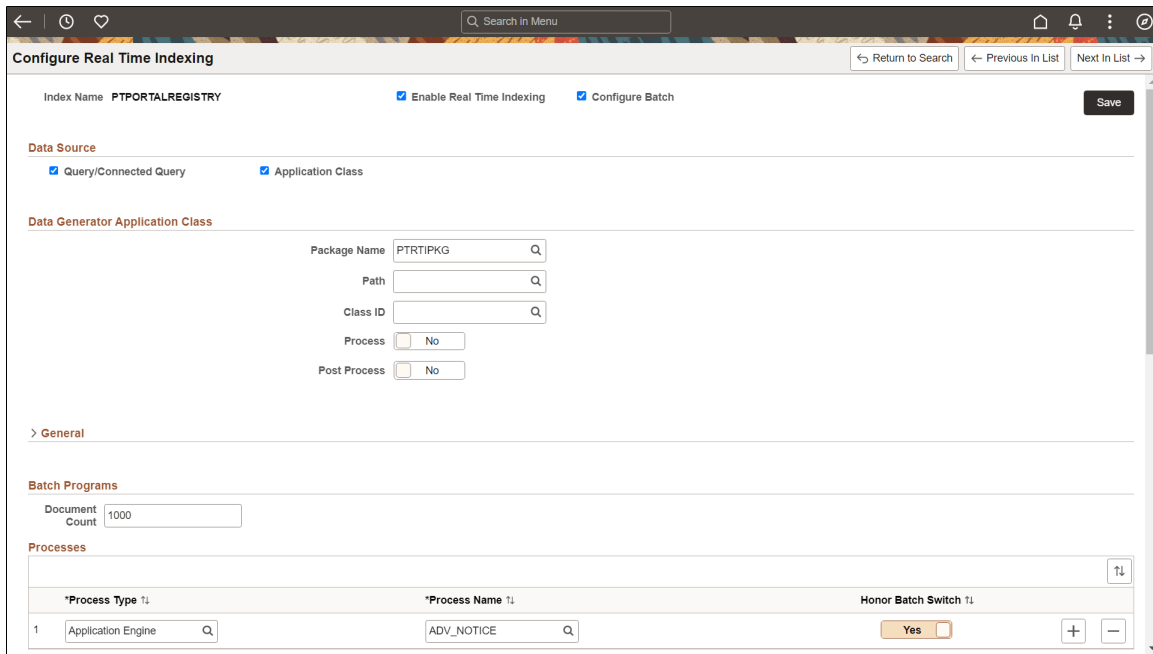 Search in Menu
Configure Real Time Indexing
Return to Search
Previous In List
Next In List
Index Name PTPORTALREGISTRY
Enable Real Time Indexing
Configure Batch
Save
Data Source
Query/Connected Query
Application Class
Data Generator Application Class
Package Name PTRTIPKG
Path
Class ID
Process No
Post Process No
General
Batch Programs
Document
Count 1000
Processes
*Process Type *Process Name Honor Batch Switch
1 Application Engine ADV_NOTICE Yes